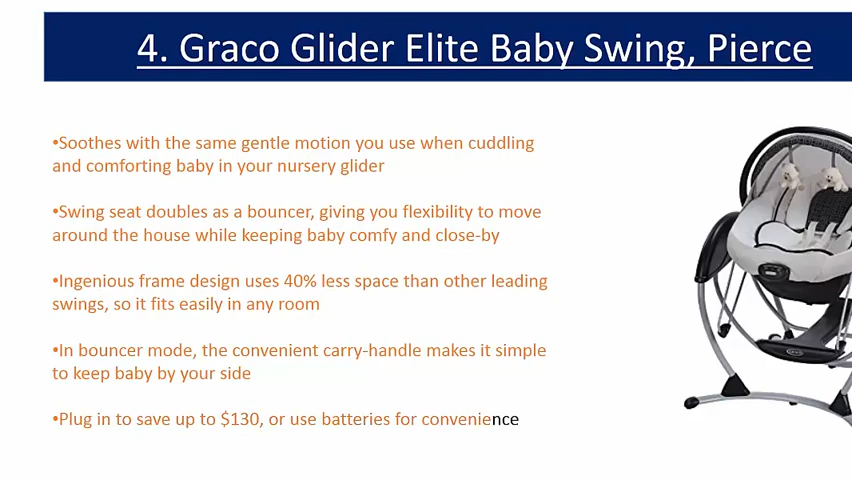 4. Graco Glider Elite Baby Swing, Pierce
•Soothes with the same gentle motion you use when cuddling
and comforting baby in your nursery glider
•Swing seat doubles as a bouncer, giving you flexibility to move
around the house while keeping baby comfy and close-by
•Ingenious frame design uses 40% less space than other leading
swings, so it fits easily in any room
•In bouncer mode, the convenient carry-handle makes it simple
to keep baby by your side
•Plug in to save up to $130, or use batteries for convenience